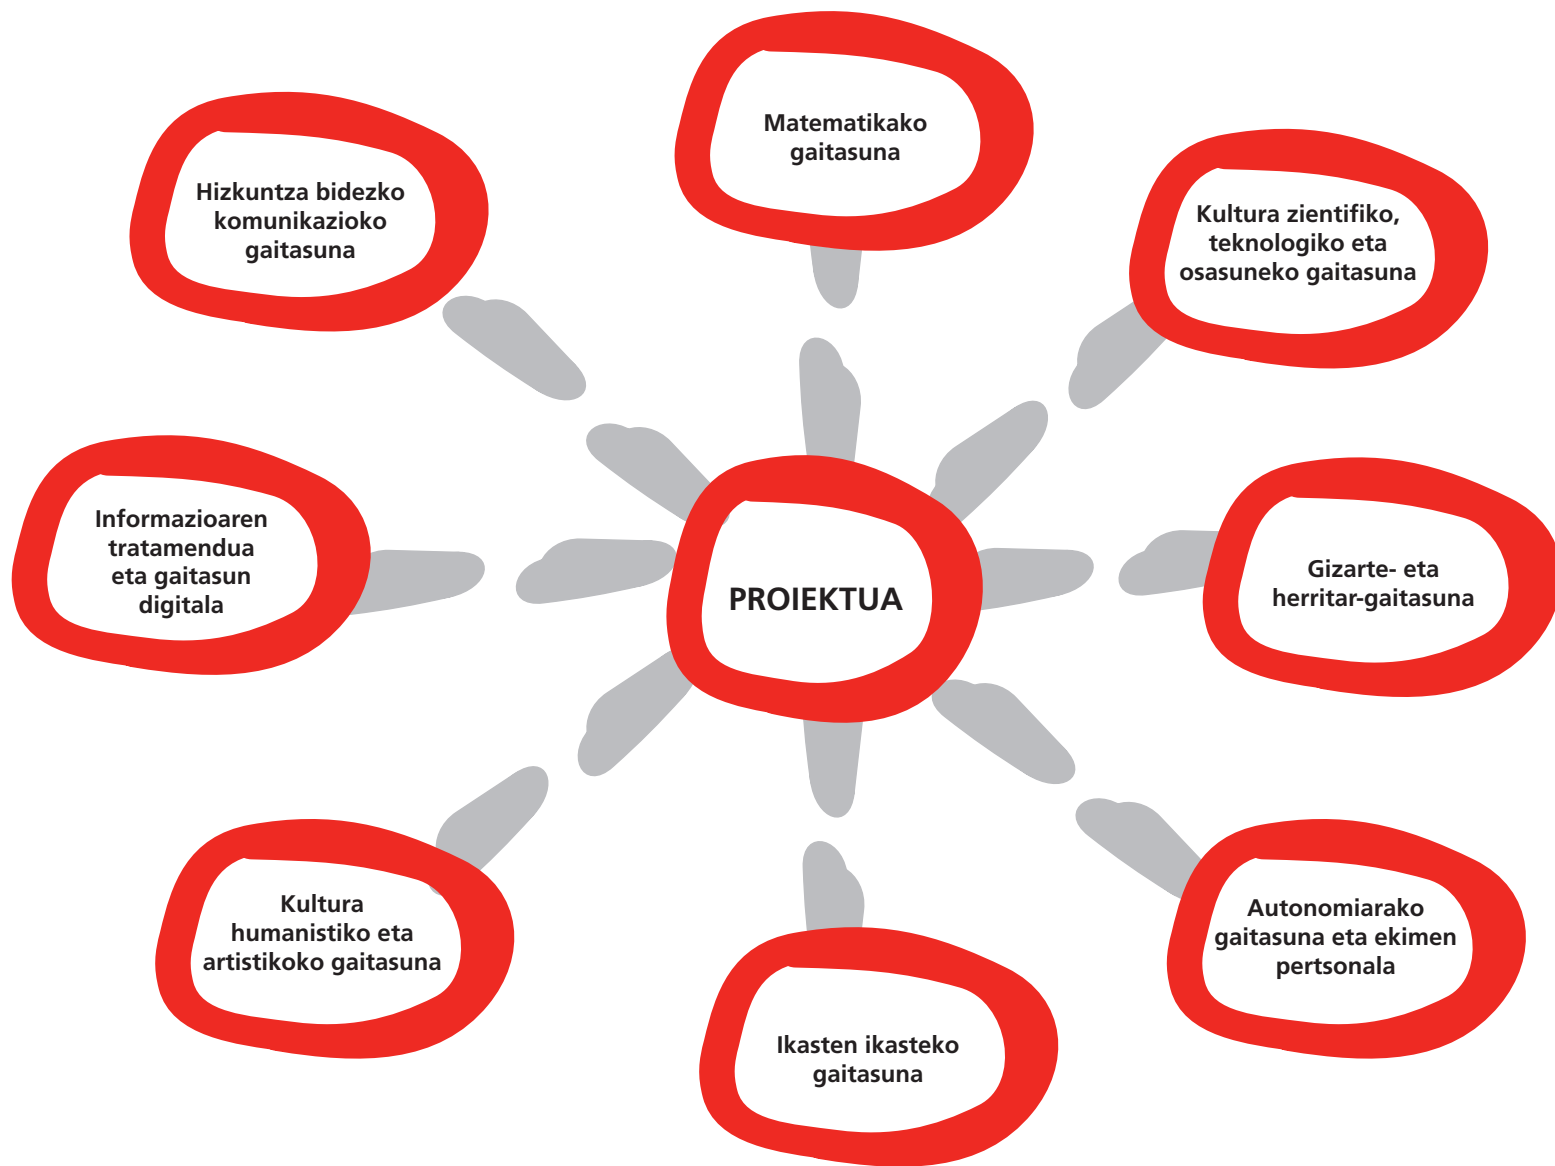 Matematikako
gaitasuna
Hizkuntza bidezko
komunikazioko
gaitasuna
Kultura zientifiko,
teknologiko eta
osasuneko gaitasuna
Informazioaren
tratamendua
eta gaitasun
digitala
PROIEKTUA
Gizarte- eta
herritar-gaitasuna
Kultura
humanistiko eta
artistikoko gaitasuna
Autonomiarako
gaitasuna eta ekimen
pertsonala
Ikasten ikasteko
gaitasuna